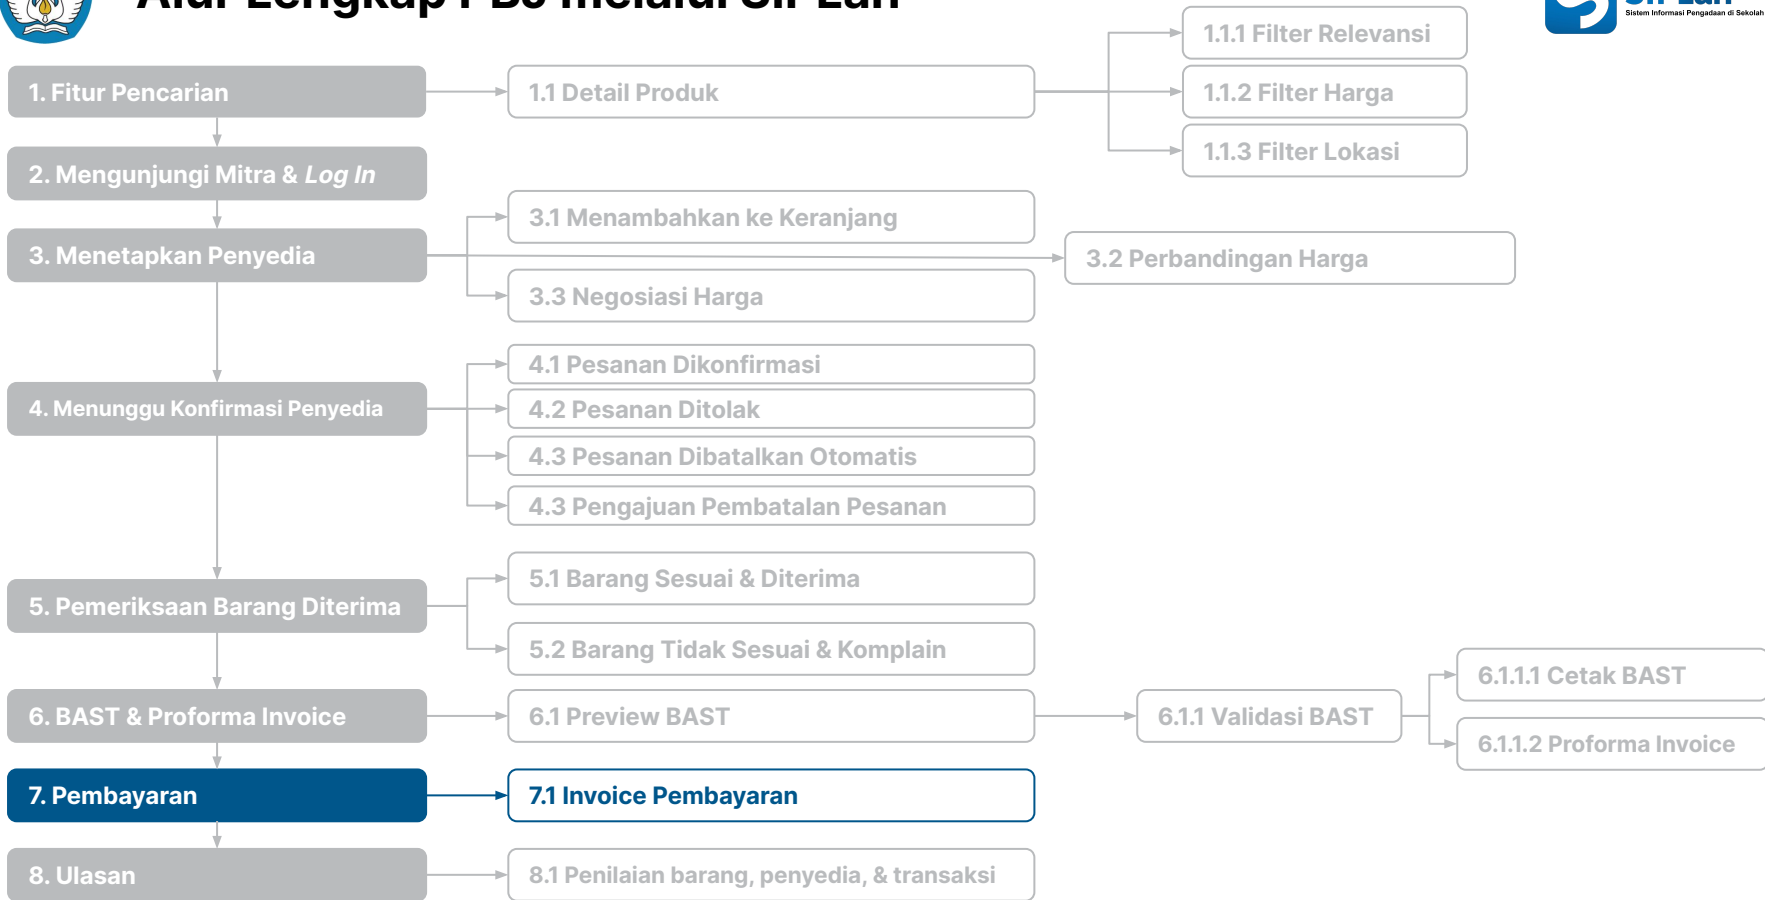 Alur Lengkap PBJ melalui SIPLah
Sistem Informasi Pengadaan di Sekolah
1.1.1 Filter Relevansi
1. Fitur Pencarian
1.1 Detail Produk
1.1.2 Filter Harga
1.1.3 Filter Lokasi
2. Mengunjungi Mitra & Log In
3.1 Menambahkan ke Keranjang
3. Menetapkan Penyedia
3.2 Perbandingan Harga
3.3 Negosiasi Harga
4.1 Pesanan Dikonfirmasi
4. Menunggu Konfirmasi Penyedia
4.2 Pesanan Ditolak
4.3 Pesanan Dibatalkan Otomatis
4.3 Pengajuan Pembatalan Pesanan
5.1 Barang Sesuai & Diterima
5. Pemeriksaan Barang Diterima
5.2 Barang Tidak Sesuai & Komplain
6.1.1.1 Cetak BAST
6. BAST & Proforma Invoice
6.1 Preview BAST
6.1.1 Validasi BAST
6.1.1.2 Proforma Invoice
7. Pembayaran
7.1 Invoice Pembayaran
8. Ulasan
8.1 Penilaian barang, penyedia, & transaksi